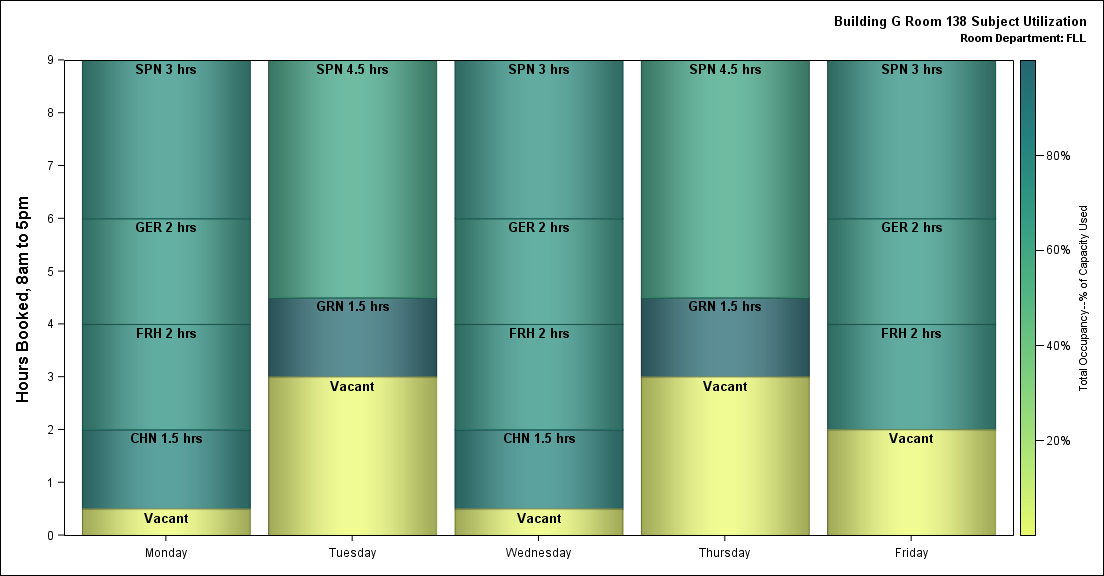 Building G Room 138 Subject Utilization
Room Department: FLL
Hours Booked, 8am to 5pm
9
8
7
6
5
4
3
2
1
0
SPN 3 hrs
GER 2 hrs
FRH 2 hrs
CHN 1.5 hrs
Vacant
Monday
SPN 4.5 hrs
GRN 1.5 hrs
Vacant
Tuesday
SPN 3 hrs
GER 2 hrs
FRH 2 hrs
CHN 1.5 hrs
Vacant
Wednesday
SPN 4.5 hrs
GRN 1.5 hrs
Vacant
Thursday
SPN 3 hrs
GER 2 hrs
FRH 2 hrs
Vacant
Friday
80%
60%
40%
20%
Total Occupancy--% of Capacity Used